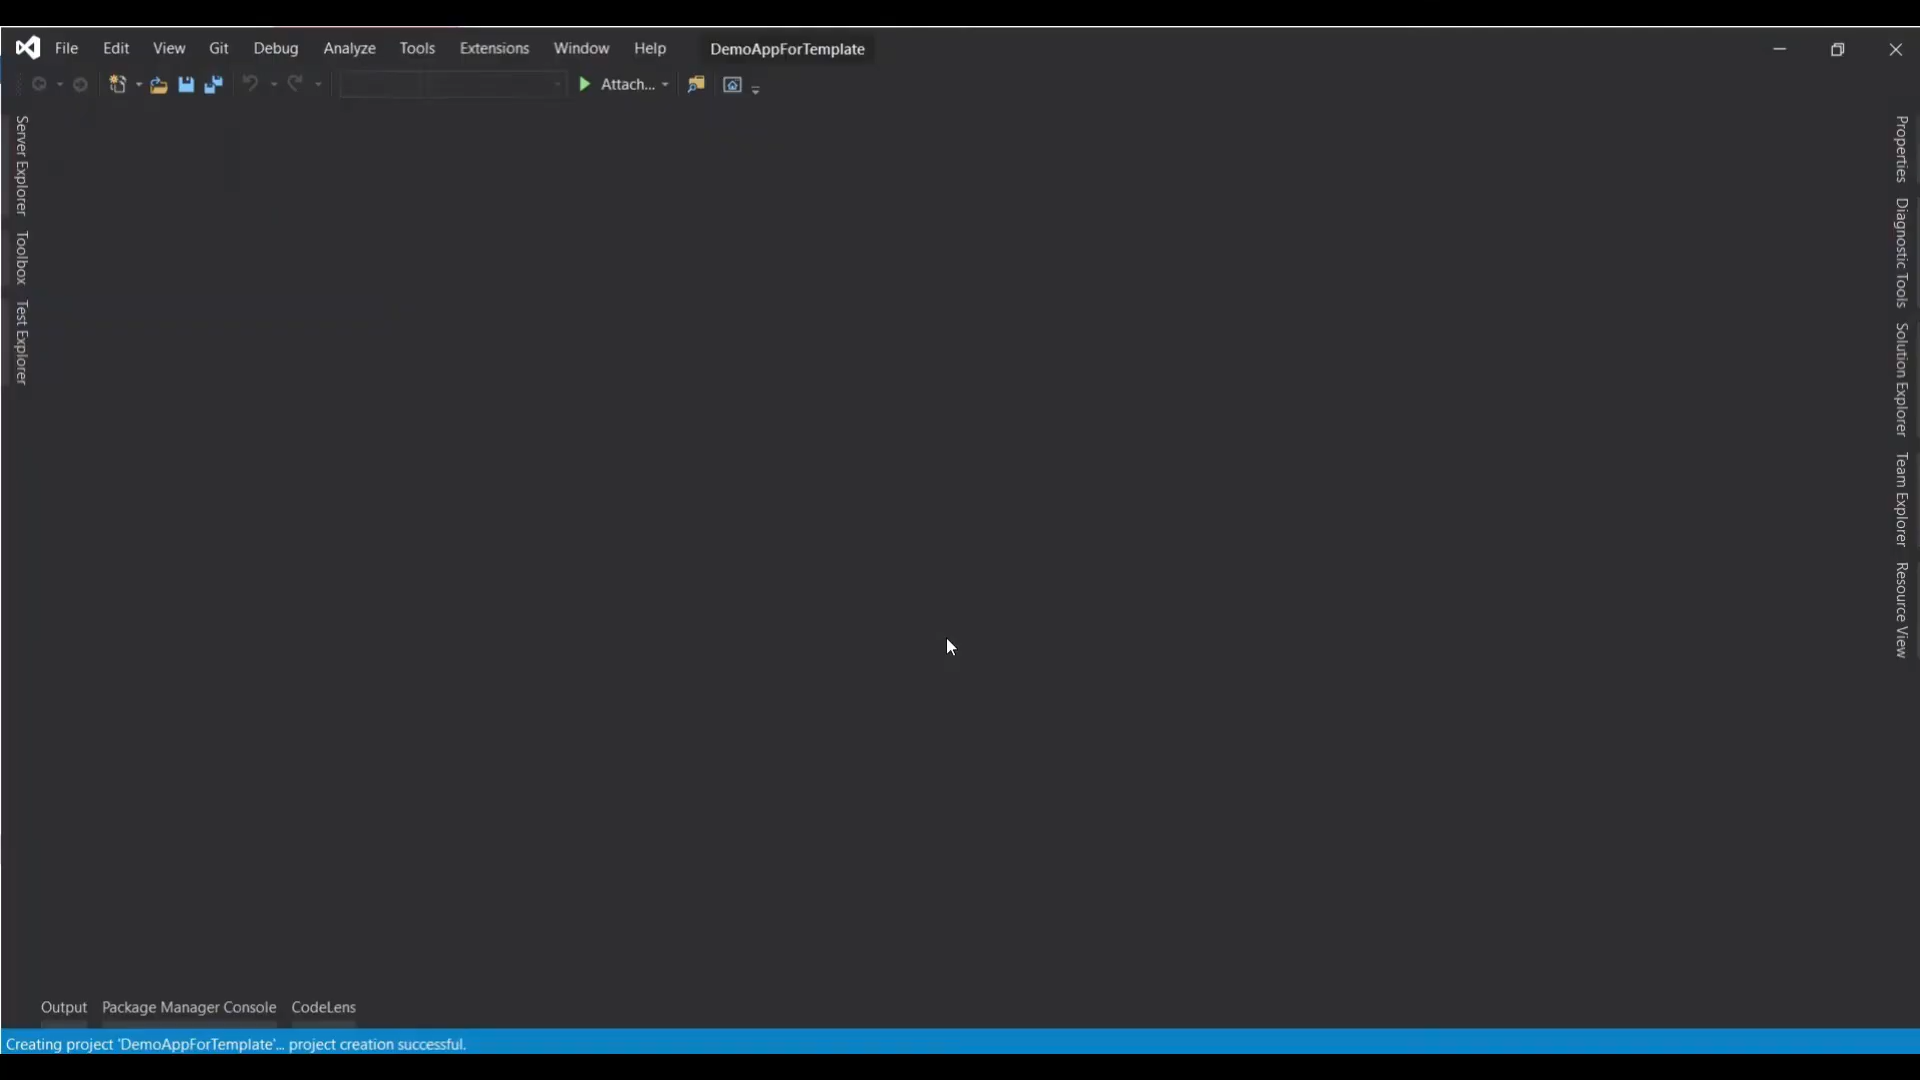 File Edit View Git Debug Analyze Tools Extensions Window Help DemoAppForTemplate
Attach...
Server Explorer
Toolbox
Test Explorer
Properties
Diagnostic Tools
Solution Explorer
Team Explorer
Resource View
Output Package Manager Console CodeLens
Creating project 'DemoAppForTemplate'... project creation successful.